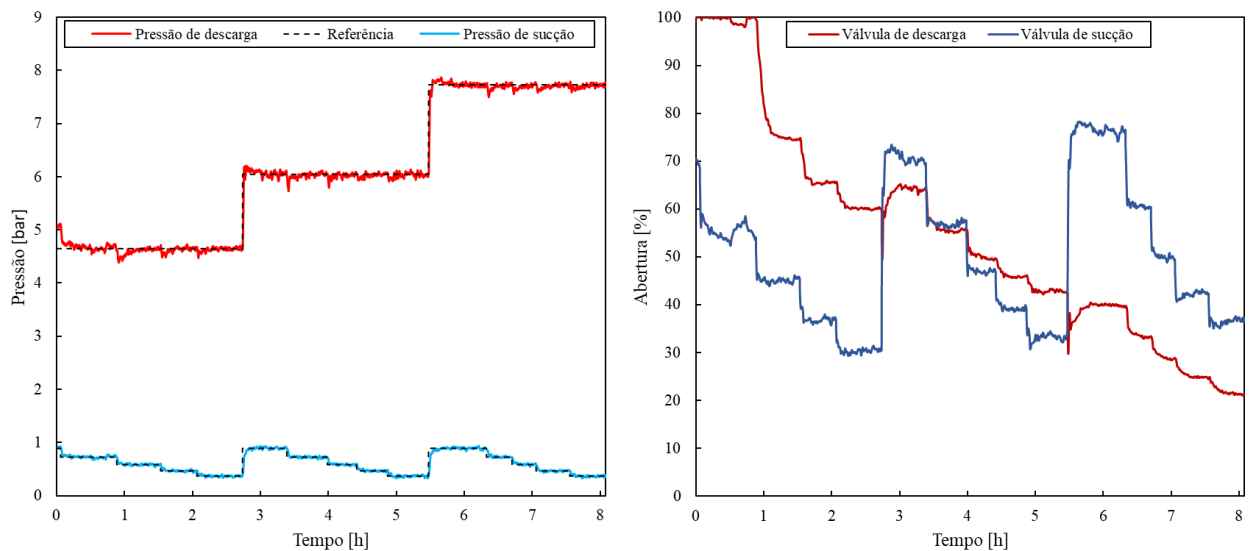 Pressão de descarga Referência Pressão de sucção
9
8
7
6
5
4
3
2
1
0
Pressão [bar]
0 1 2 3 4 5 6 7 8
Tempo [h]
Válvula de descarga Válvula de sucção
100
90
80
70
60
50
40
30
20
10
0
Abertura [%]
0 1 2 3 4 5 6 7 8
Tempo [h]